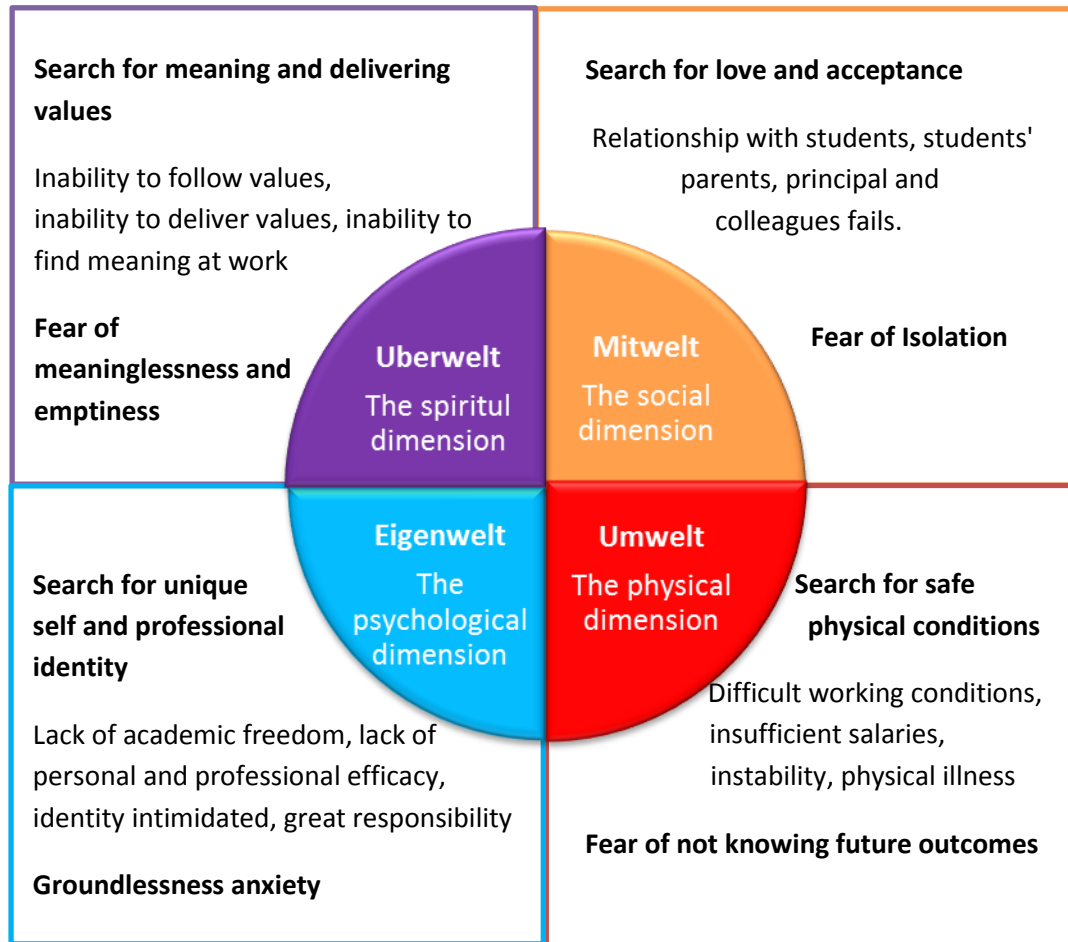 Search for meaning and delivering
values
Inability to follow values,
inability to deliver values, inability to
find meaning at work
Fear of
meaninglessness and
emptiness
Search for love and acceptance
Relationship with students, students'
parents, principal and
colleagues fails.
Fear of Isolation
Uberwelt
The spiritul
dimension
Mitwelt
The social
dimension
Eigenwelt
The
psychological
dimension
Umwelt
The physical
dimension
Search for unique
self and professional
identity
Lack of academic freedom, lack of
personal and professional efficacy,
identity intimidated, great responsibility
Groundlessness anxiety
Search for safe
physical conditions
Difficult working conditions,
insufficient salaries,
instability, physical illness
Fear of not knowing future outcomes